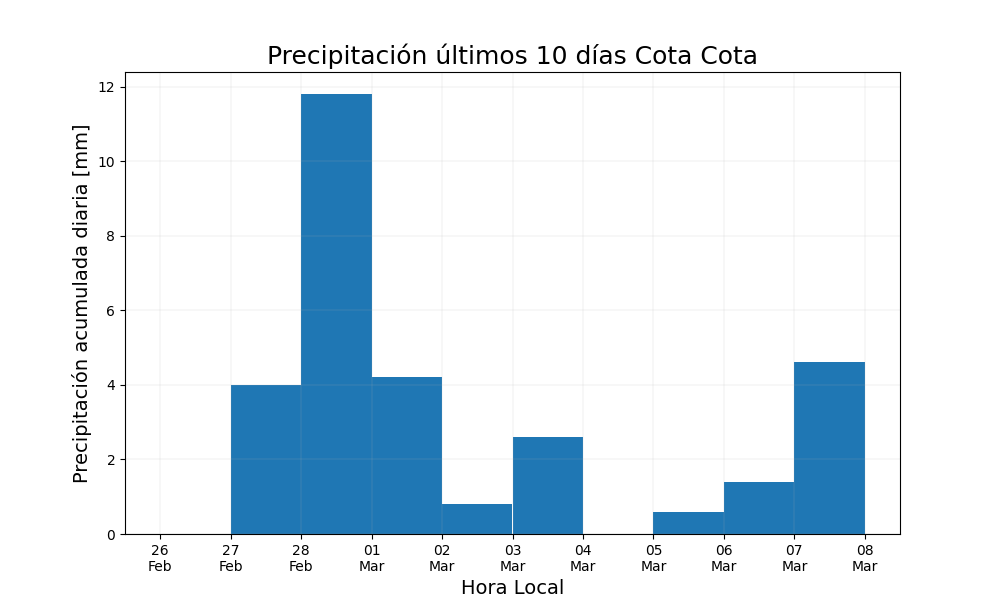 Precipitación últimos 10 días Cota Cota
Precipitación acumulada diaria [mm]
12
10
8
6
4
2
0
26 27 28 01 02 03 04 05 06 07 08
Feb Feb Feb Mar Mar Mar Mar Mar Mar Mar Mar
Hora Local